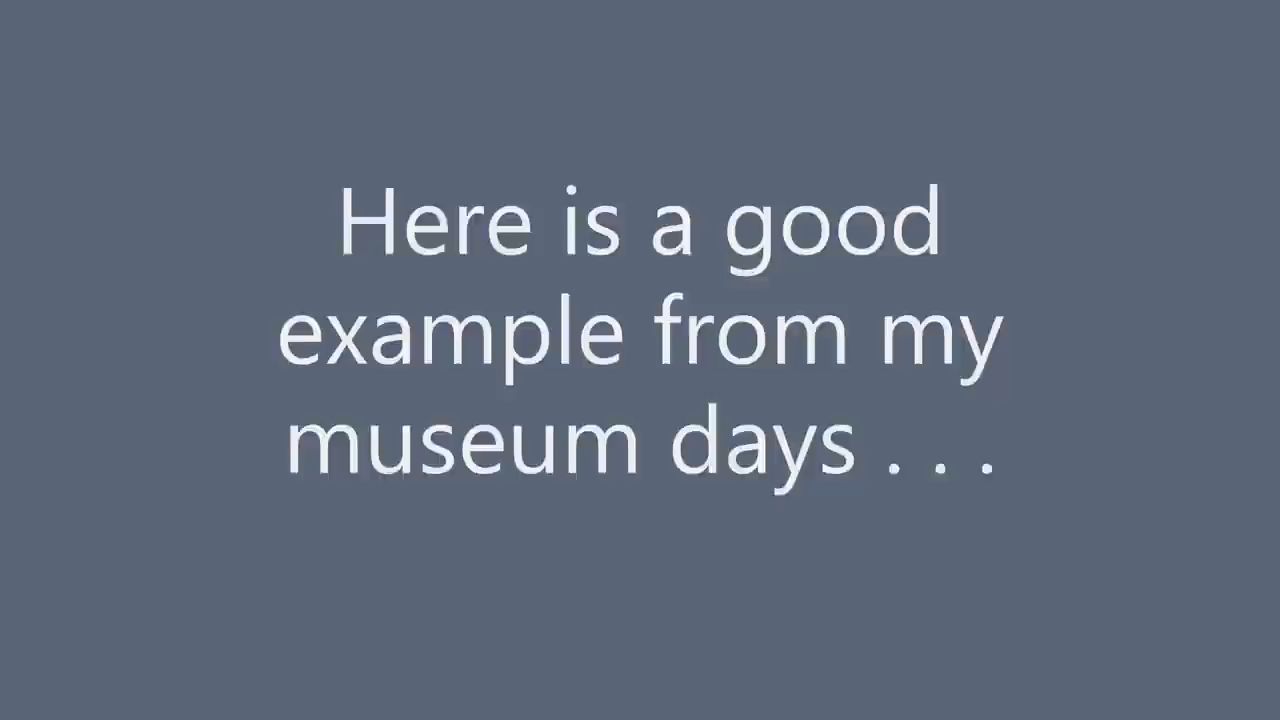 Here is a good
example from my
museum days . . .